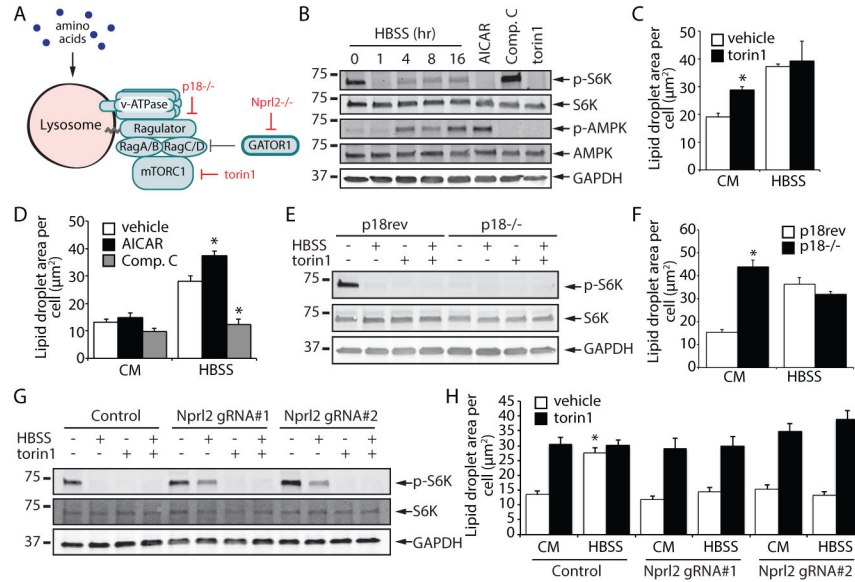 A
amino
acids
p18-/-
v-ATPase
Nprl2-/-
Lysosome
Ragulator
RagA/B
RagC/D
GATOR1
mTORC1
torin1
B
HBSS (hr)
0 1 4 8 16 AICAR Comp. C torin1
75
p-S6K
75
S6K
75
p-AMPK
75
AMPK
37
GAPDH
C
vehicle
torin1
Lipid droplet area per
cell (µm²)
50
40
30
20
10
0
*
CM HBSS
D
vehicle
AICAR
Comp. C
Lipid droplet area per
cell (µm²)
50
40
30
20
10
0
*
*
CM HBSS
E
p18rev p18-/-
HBSS - + - + - + - +
torin1 - - + + - - + +
75
p-S6K
75
S6K
37
GAPDH
F
p18rev
p18-/-
Lipid droplet area per
cell (µm²)
60
50
40
30
20
10
0
*
CM HBSS
G
Control Nprl2 gRNA#1 Nprl2 gRNA#2
HBSS - + - + - + - + - + - +
torin1 - - + + - - + + - - + +
75
p-S6K
75
S6K
37
GAPDH
H
vehicle
torin1
Lipid droplet area per
cell (µm²)
45
40
35
30
25
20
15
10
5
0
*
CM HBSS CM HBSS CM HBSS
Control Nprl2 gRNA#1 Nprl2 gRNA#2